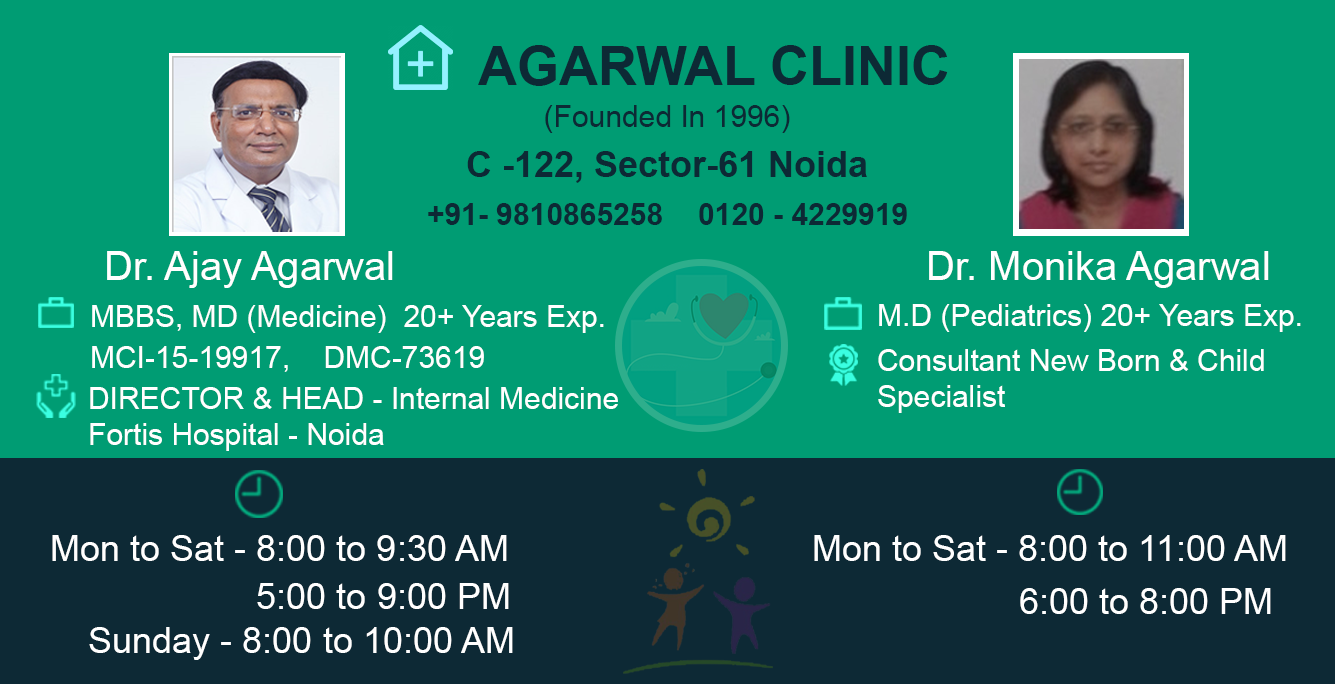 AGARWAL CLINIC
(Founded In 1996)
C -122, Sector-61 Noida
+91- 9810865258 0120 - 4229919
Dr. Ajay Agarwal
MBBS, MD (Medicine) 20+ Years Exp.
MCI-15-19917, DMC-73619
DIRECTOR & HEAD - Internal Medicine
Fortis Hospital - Noida
Mon to Sat - 8:00 to 9:30 AM
5:00 to 9:00 PM
Sunday - 8:00 to 10:00 AM
Dr. Monika Agarwal
M.D (Pediatrics) 20+ Years Exp.
Consultant New Born & Child
Specialist
Mon to Sat - 8:00 to 11:00 AM
6:00 to 8:00 PM